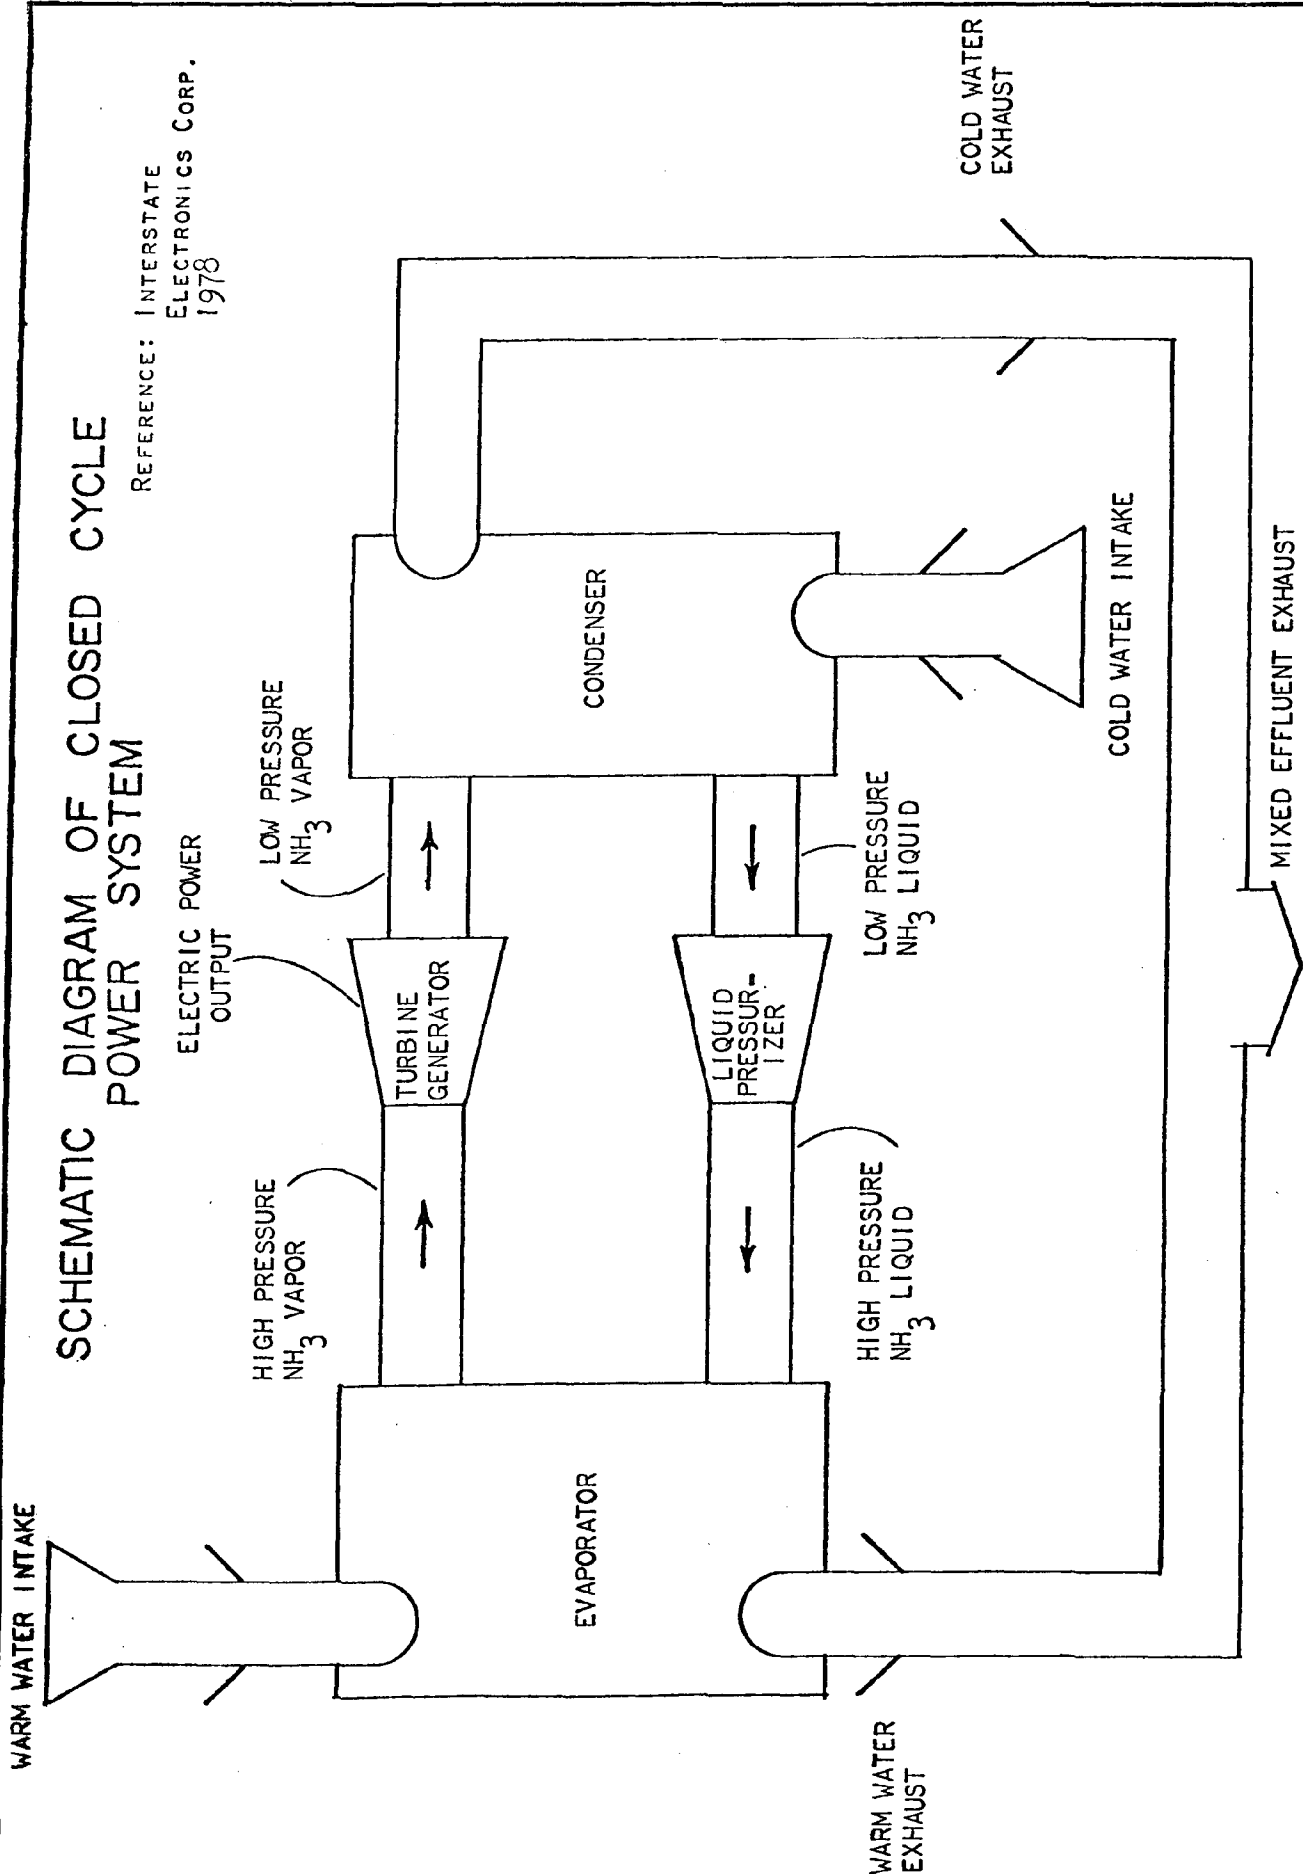 SCHEMATIC DIAGRAM OF CLOSED CYCLE
POWER SYSTEM
REFERENCE: INTERSTATE
ELECTRONICS CORP.
1978
WARM WATER INTAKE
ELECTRIC POWER
OUTPUT
HIGH PRESSURE
NH3 VAPOR
LOW PRESSURE
NH3 VAPOR
TURBINE
GENERATOR
EVAPORATOR
CONDENSER
LIQUID
PRESSUR-
IZER
HIGH PRESSURE
NH3 LIQUID
LOW PRESSURE
NH3 LIQUID
WARM WATER
EXHAUST
COLD WATER INTAKE
COLD WATER
EXHAUST
MIXED EFFLUENT EXHAUST